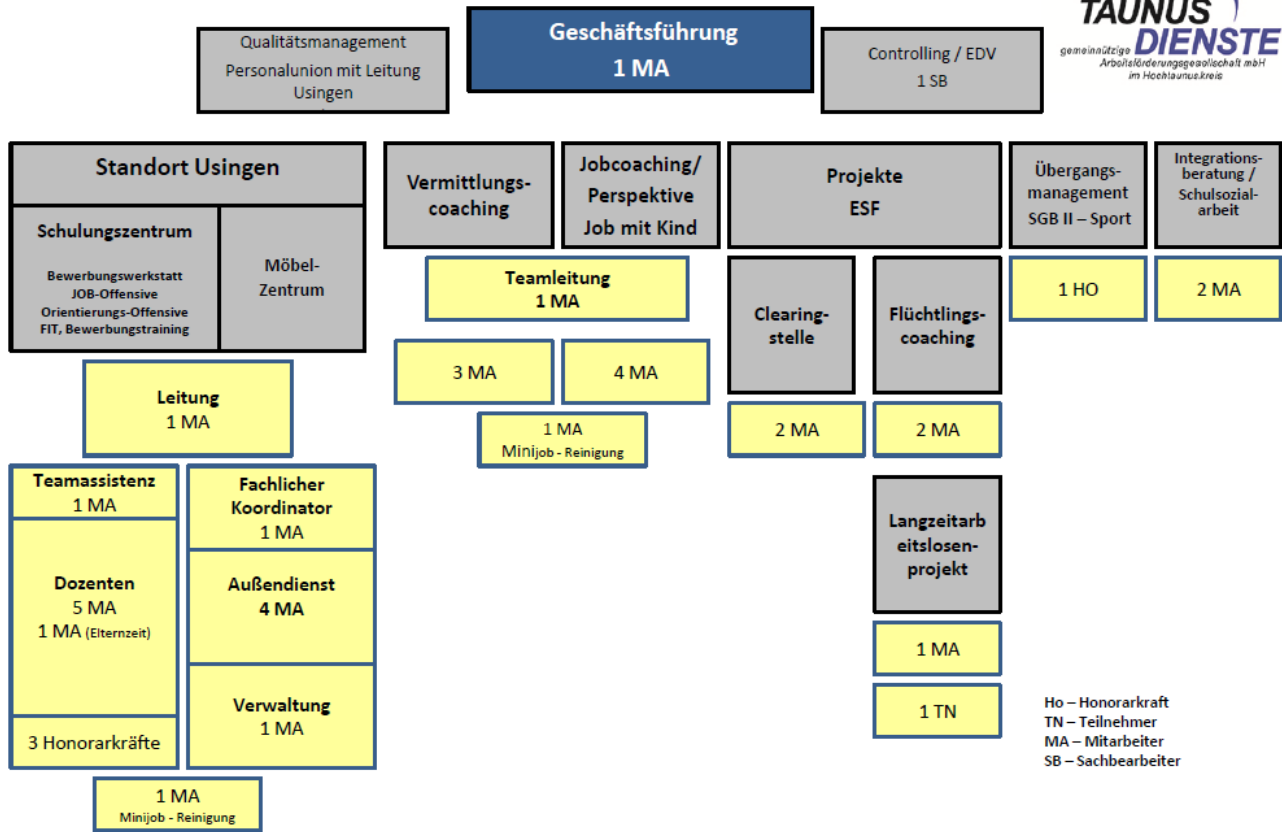 Qualitätsmanagement
Personalunion mit Leitung
Usingen
Geschäftsführung
1 MA
Controlling / EDV
1 SB
TAUNUS
gemeinnützige DIENSTE
Arbeitsförderungsgesellschaft mbH
im Hochtaunuskreis
Standort Usingen
Schulungszentrum
Bewerbungswerkstatt
JOB-Offensive
Orientierungs-Offensive
FIT, Bewerbungstraining
Möbel-
Zentrum
Leitung
1 MA
Teamassistenz
1 MA
Dozenten
5 MA
1 MA (Elternzeit)
3 Honorarkräfte
Fachlicher
Koordinator
1 MA
Außendienst
4 MA
Verwaltung
1 MA
1 MA
Minijob - Reinigung
Vermittlungs-
coaching
Jobcoaching/
Perspektive
Job mit Kind
Teamleitung
1 MA
3 MA
4 MA
1 MA
Minijob - Reinigung
Projekte
ESF
Clearing-
stelle
2 MA
Flüchtlings-
coaching
2 MA
Langzeitarb
eitslosen-
projekt
1 MA
1 TN
Übergangs-
management
SGB II – Sport
1 HO
Integrations-
beratung /
Schulsozial-
arbeit
2 MA
Ho – Honorarkraft
TN – Teilnehmer
MA – Mitarbeiter
SB – Sachbearbeiter